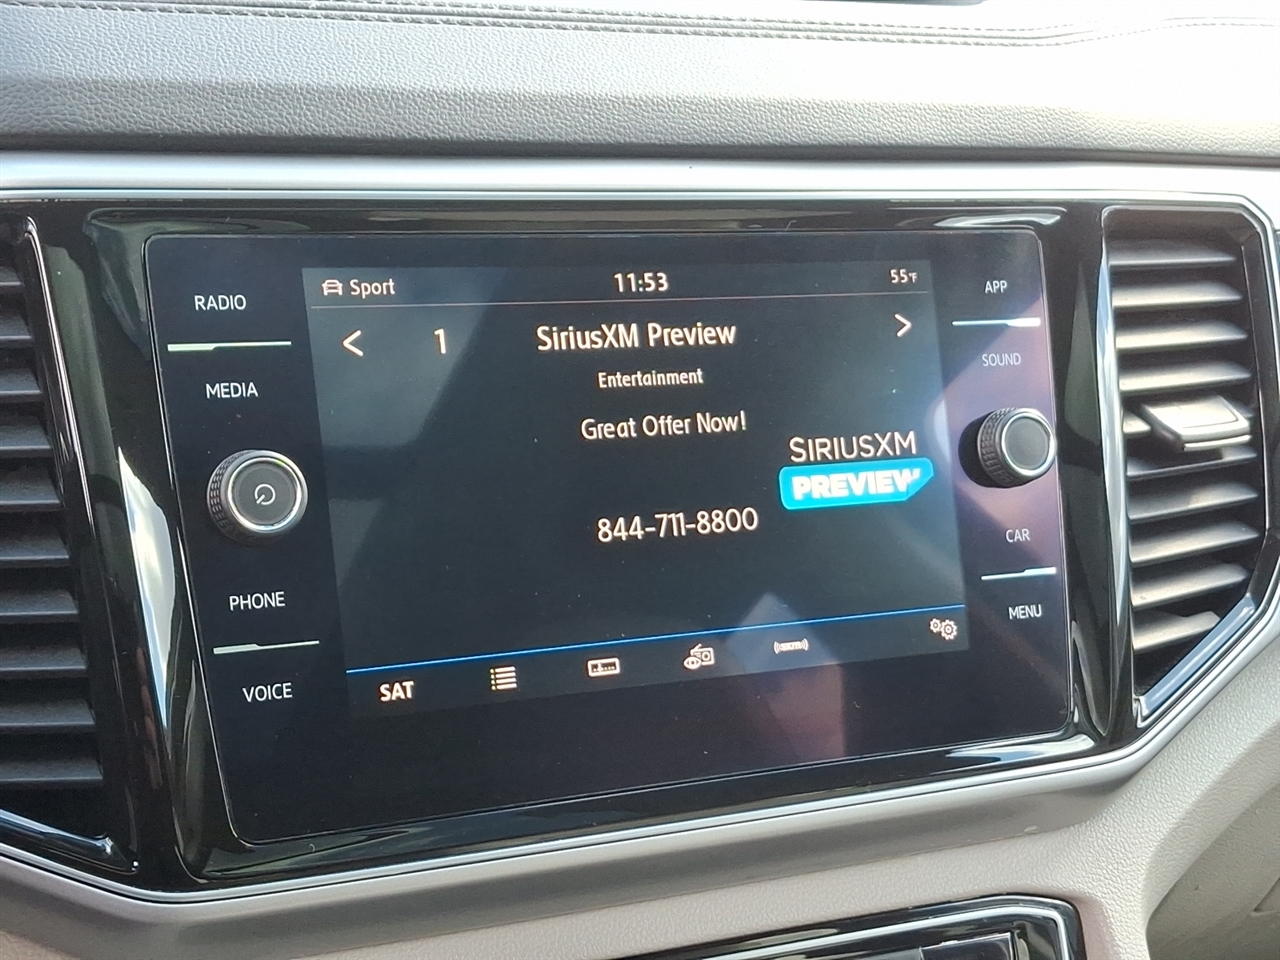 RADIO
MEDIA
PHONE
VOICE
Sport 11:53 55°F
< 1 SiriusXM Preview >
Entertainment
Great Offer Now!
SIRIUSXM
PREVIEW
844-711-8800
SAT
APP
SOUND
CAR
MENU